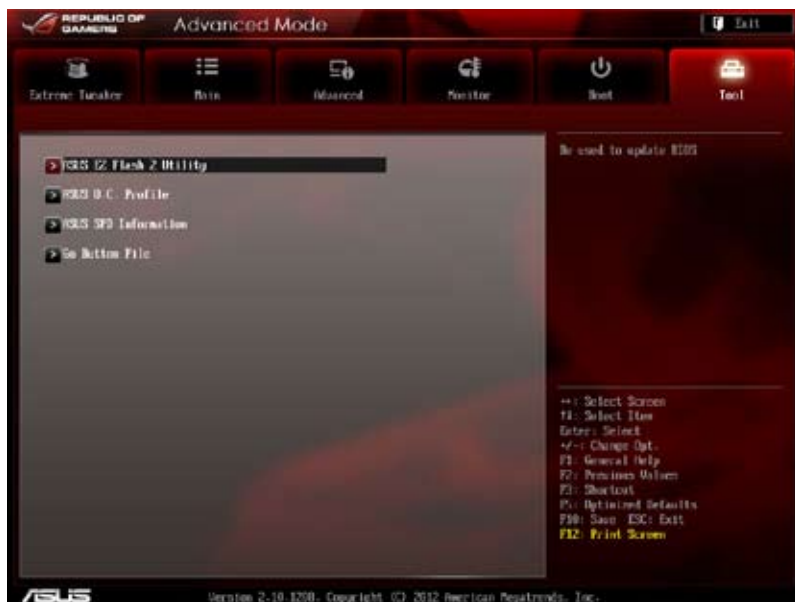 REPUBLIC OF GAMERS
Advanced Mode
Exit
Extreme Tweaker
Main
Advanced
Monitor
Boot
Tool
ASUS EZ Flash 2 Utility
ASUS O.C. Profile
ASUS SPD Information
Go Button File
Be used to update BIOS
→←: Select Screen
↑↓: Select Item
Enter: Select
+/-: Change Opt.
F1: General Help
F2: Previous Values
F3: Shortcut
F5: Optimized Defaults
F10: Save ESC: Exit
F12: Print Screen
ASUS
Version 2.10.1208. Copyright (C) 2012 American Megatrends, Inc.